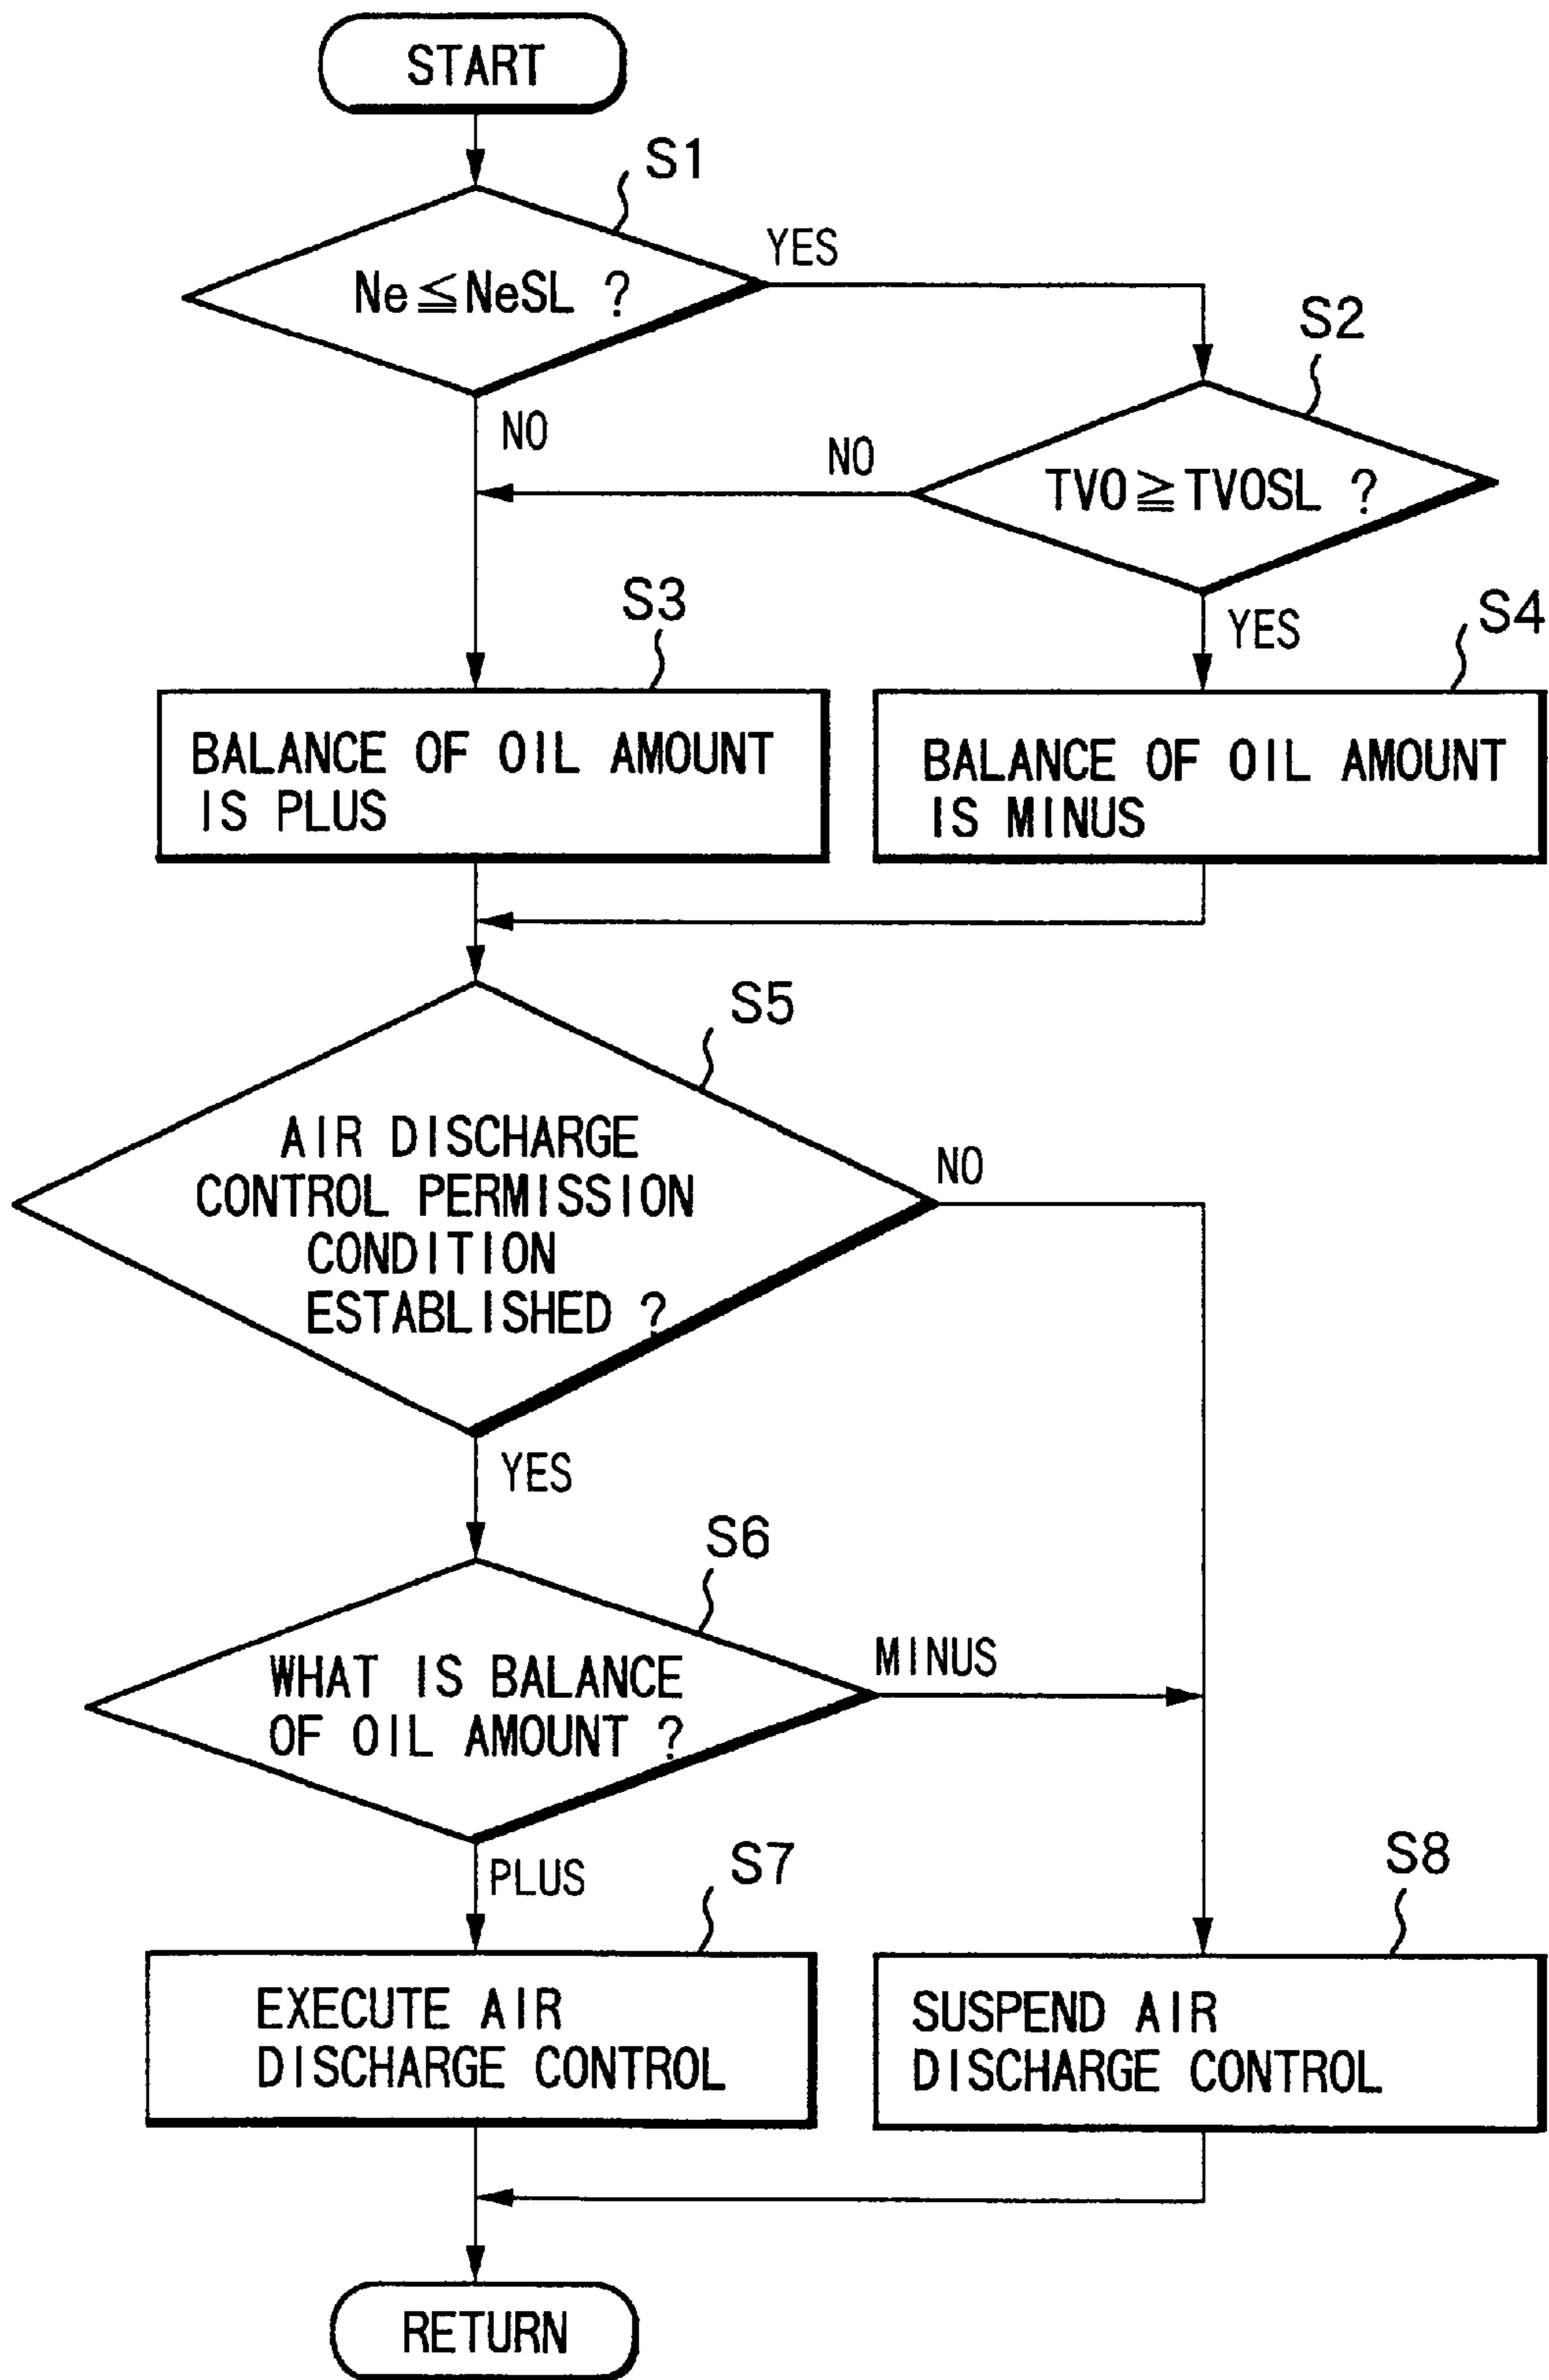 START
S1
Ne≦NeSL ?
YES
S2
NO
NO
TVO≧TVOSL ?
S3
YES
S4
BALANCE OF OIL AMOUNT
IS PLUS
BALANCE OF OIL AMOUNT
IS MINUS
S5
AIR DISCHARGE
CONTROL PERMISSION
CONDITION
ESTABLISHED ?
NO
YES
S6
WHAT IS BALANCE
OF OIL AMOUNT ?
MINUS
PLUS
S7
S8
EXECUTE AIR
DISCHARGE CONTROL
SUSPEND AIR
DISCHARGE CONTROL
RETURN